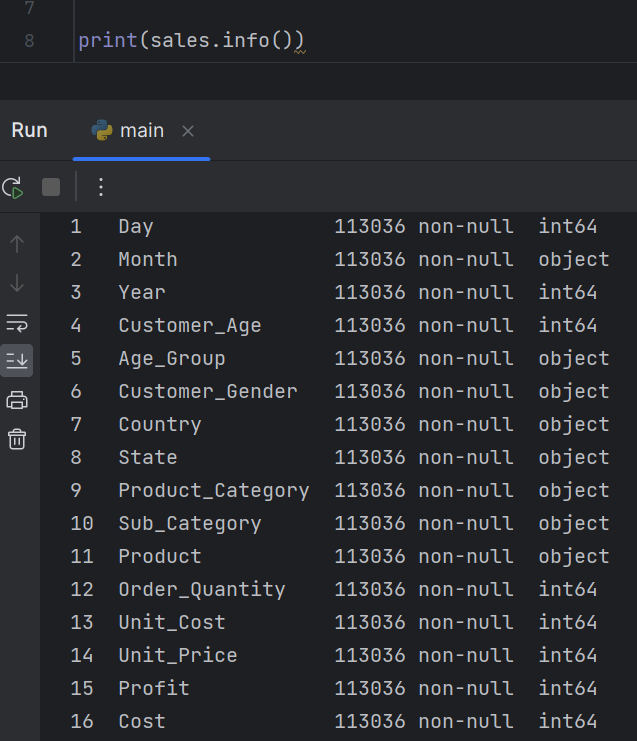 7
8 print(sales.info())
Run main
1 Day 113036 non-null int64
2 Month 113036 non-null object
3 Year 113036 non-null int64
4 Customer_Age 113036 non-null int64
5 Age_Group 113036 non-null object
6 Customer_Gender 113036 non-null object
7 Country 113036 non-null object
8 State 113036 non-null object
9 Product_Category 113036 non-null object
10 Sub_Category 113036 non-null object
11 Product 113036 non-null object
12 Order_Quantity 113036 non-null int64
13 Unit_Cost 113036 non-null int64
14 Unit_Price 113036 non-null int64
15 Profit 113036 non-null int64
16 Cost 113036 non-null int64